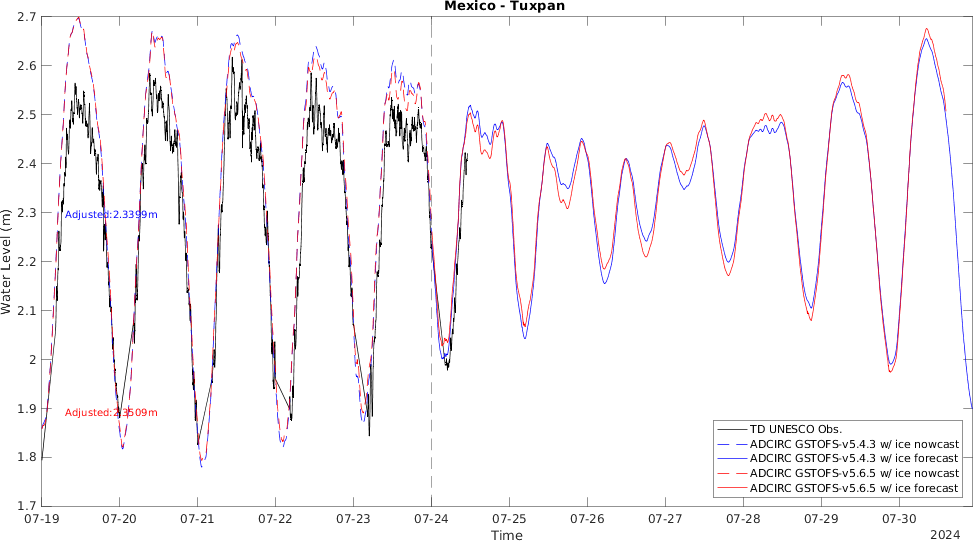 Mexico - Tuxpan
Water Level (m)
2.7
2.6
2.5
2.4
2.3
2.2
2.1
2
1.9
1.8
1.7
Adjusted:2.3399m
Adjusted:2.3509m
TD UNESCO Obs.
ADCIRC GSTOFS-v5.4.3 w/ ice nowcast
ADCIRC GSTOFS-v5.4.3 w/ ice forecast
ADCIRC GSTOFS-v5.6.5 w/ ice nowcast
ADCIRC GSTOFS-v5.6.5 w/ ice forecast
07-19 07-20 07-21 07-22 07-23 07-24 07-25 07-26 07-27 07-28 07-29 07-30
Time
2024